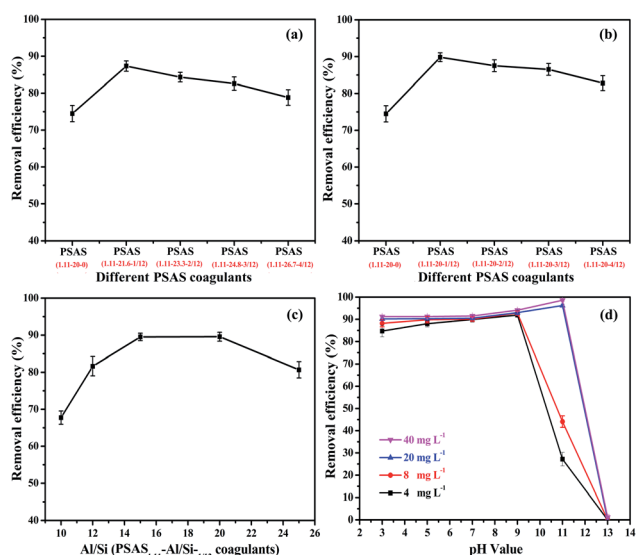 (a)
Removal efficiency (%)
100
90
80
70
60
50
40
PSAS PSAS PSAS PSAS PSAS
(1.11-20-0) (1.11-21.6-1/12) (1.11-23.3-2/12) (1.11-24.8-3/12) (1.11-26.7-4/12)
Different PSAS coagulants
(b)
Removal efficiency (%)
100
90
80
70
60
50
40
PSAS PSAS PSAS PSAS PSAS
(1.11-20-0) (1.11-20-1/12) (1.11-20-2/12) (1.11-20-3/12) (1.11-20-4/12)
Different PSAS coagulants
(c)
Removal efficiency (%)
100
90
80
70
60
50
40
10 12 14 16 18 20 22 24 26
Al/Si (PSAS -Al/Si- coagulants)
(d)
Removal efficiency (%)
100
90
80
70
60
50
40
30
20
10
0
40 mg L-1
20 mg L-1
8 mg L-1
4 mg L-1
2 3 4 5 6 7 8 9 10 11 12 13 14
pH Value